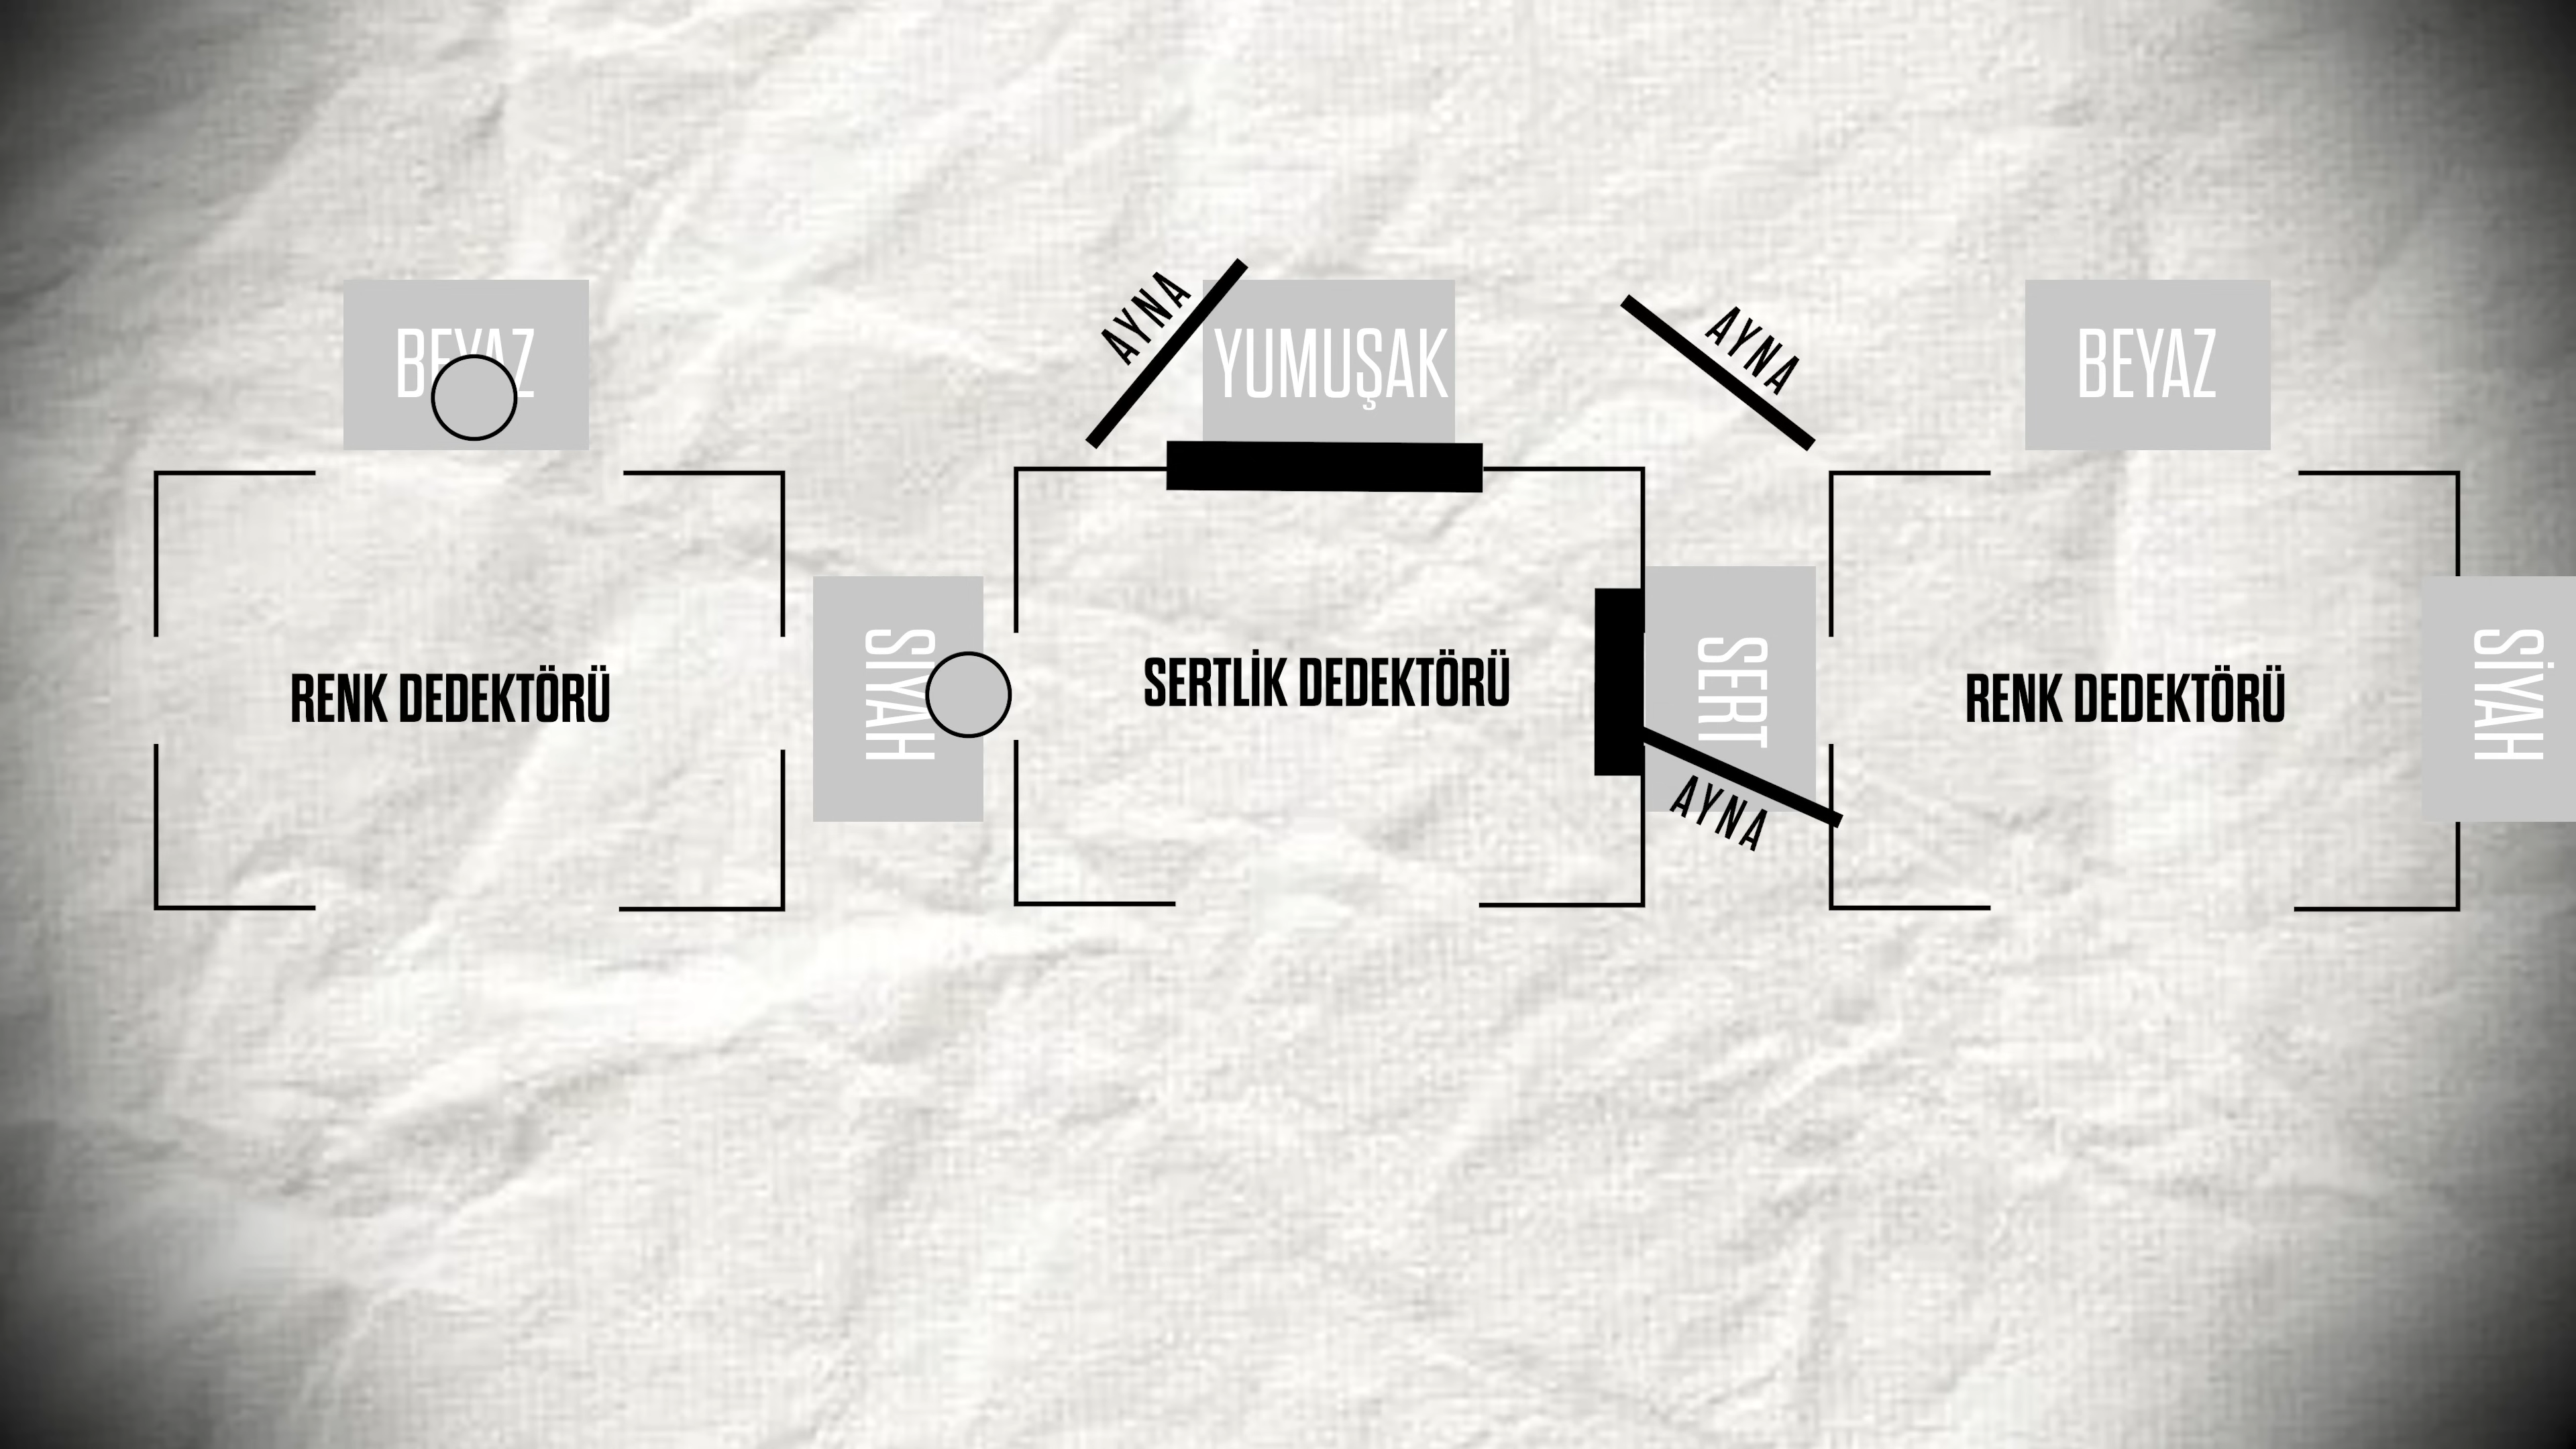 BEYAZ
AYNA
YUMUŞAK
AYNA
BEYAZ
RENK DEDEKTÖRÜ
SİYAH
SERTLİK DEDEKTÖRÜ
SERT
AYNA
RENK DEDEKTÖRÜ
SİYAH